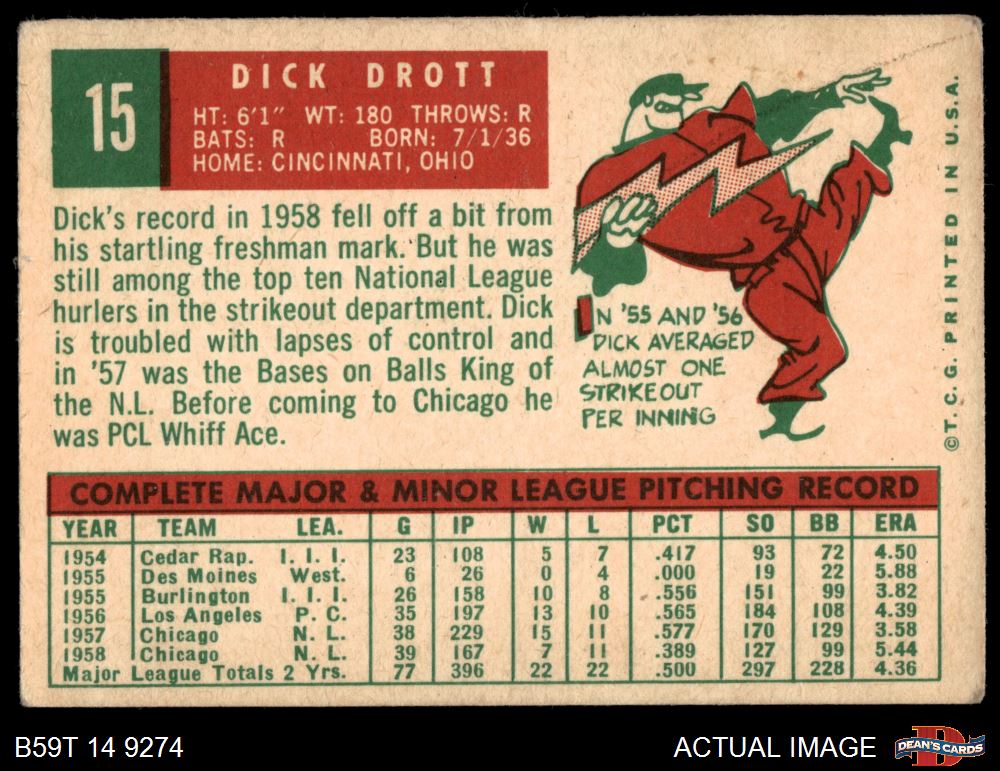 15
DICK DROTT
HT: 6'1" WT: 180 THROWS: R
BATS: R BORN: 7/1/36
HOME: CINCINNATI, OHIO
Dick's record in 1958 fell off a bit from
his startling freshman mark. But he was
still among the top ten National League
hurlers in the strikeout department. Dick
is troubled with lapses of control and
in '57 was the Bases on Balls King of
the N.L. Before coming to Chicago he
was PCL Whiff Ace.
IN '55 AND '56
DICK AVERAGED
ALMOST ONE
STRIKEOUT
PER INNING
©T. C. G. PRINTED IN U.S.A.
COMPLETE MAJOR & MINOR LEAGUE PITCHING RECORD
YEAR TEAM LEA. G IP W L PCT SO BB ERA
1954 Cedar Rap. I. I. I. 23 108 5 7 .417 93 72 4.50
1955 Des Moines West. 6 26 0 4 .000 19 22 5.88
1955 Burlington I. I. I. 26 158 10 8 .556 151 99 3.82
1956 Los Angeles P. C. 35 197 13 10 .565 184 108 4.39
1957 Chicago N. L. 38 229 15 11 .577 170 129 3.58
1958 Chicago N. L. 39 167 7 11 .389 127 99 5.44
Major League Totals 2 Yrs. 77 396 22 22 .500 297 228 4.36
B59T 14 9274
ACTUAL IMAGE
DEAN'S CARDS